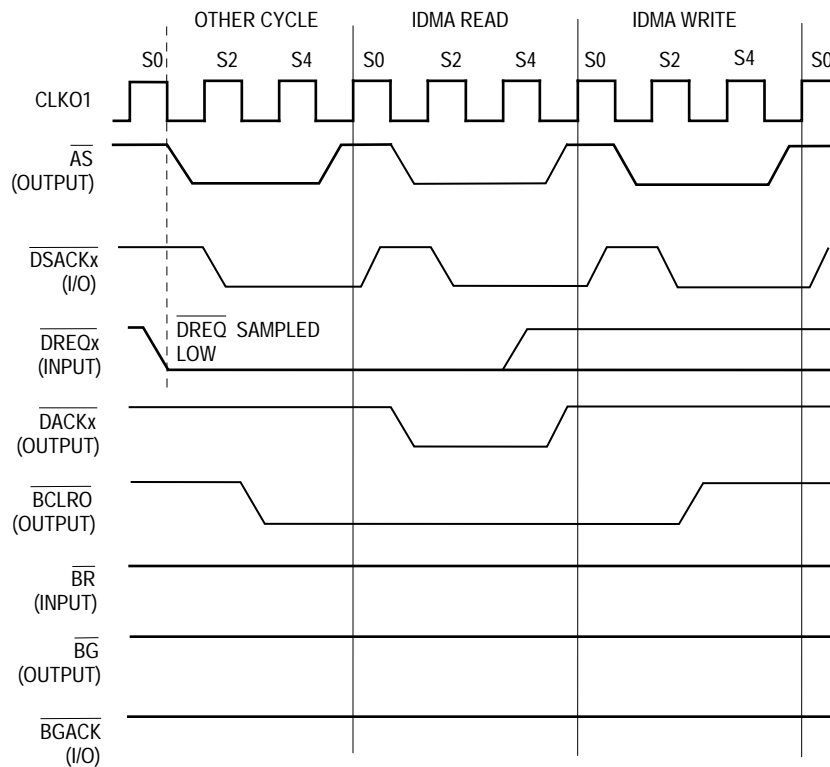 OTHER CYCLE IDMA READ IDMA WRITE
S0 S2 S4 S0 S2 S4 S0 S2 S4 S0
CLKO1
AS
(OUTPUT)
DSACKx
(I/O)
DREQx
(INPUT)
DREQ SAMPLED
LOW
DACKx
(OUTPUT)
BCLRO
(OUTPUT)
BR
(INPUT)
BG
(OUTPUT)
BGACK
(I/O)